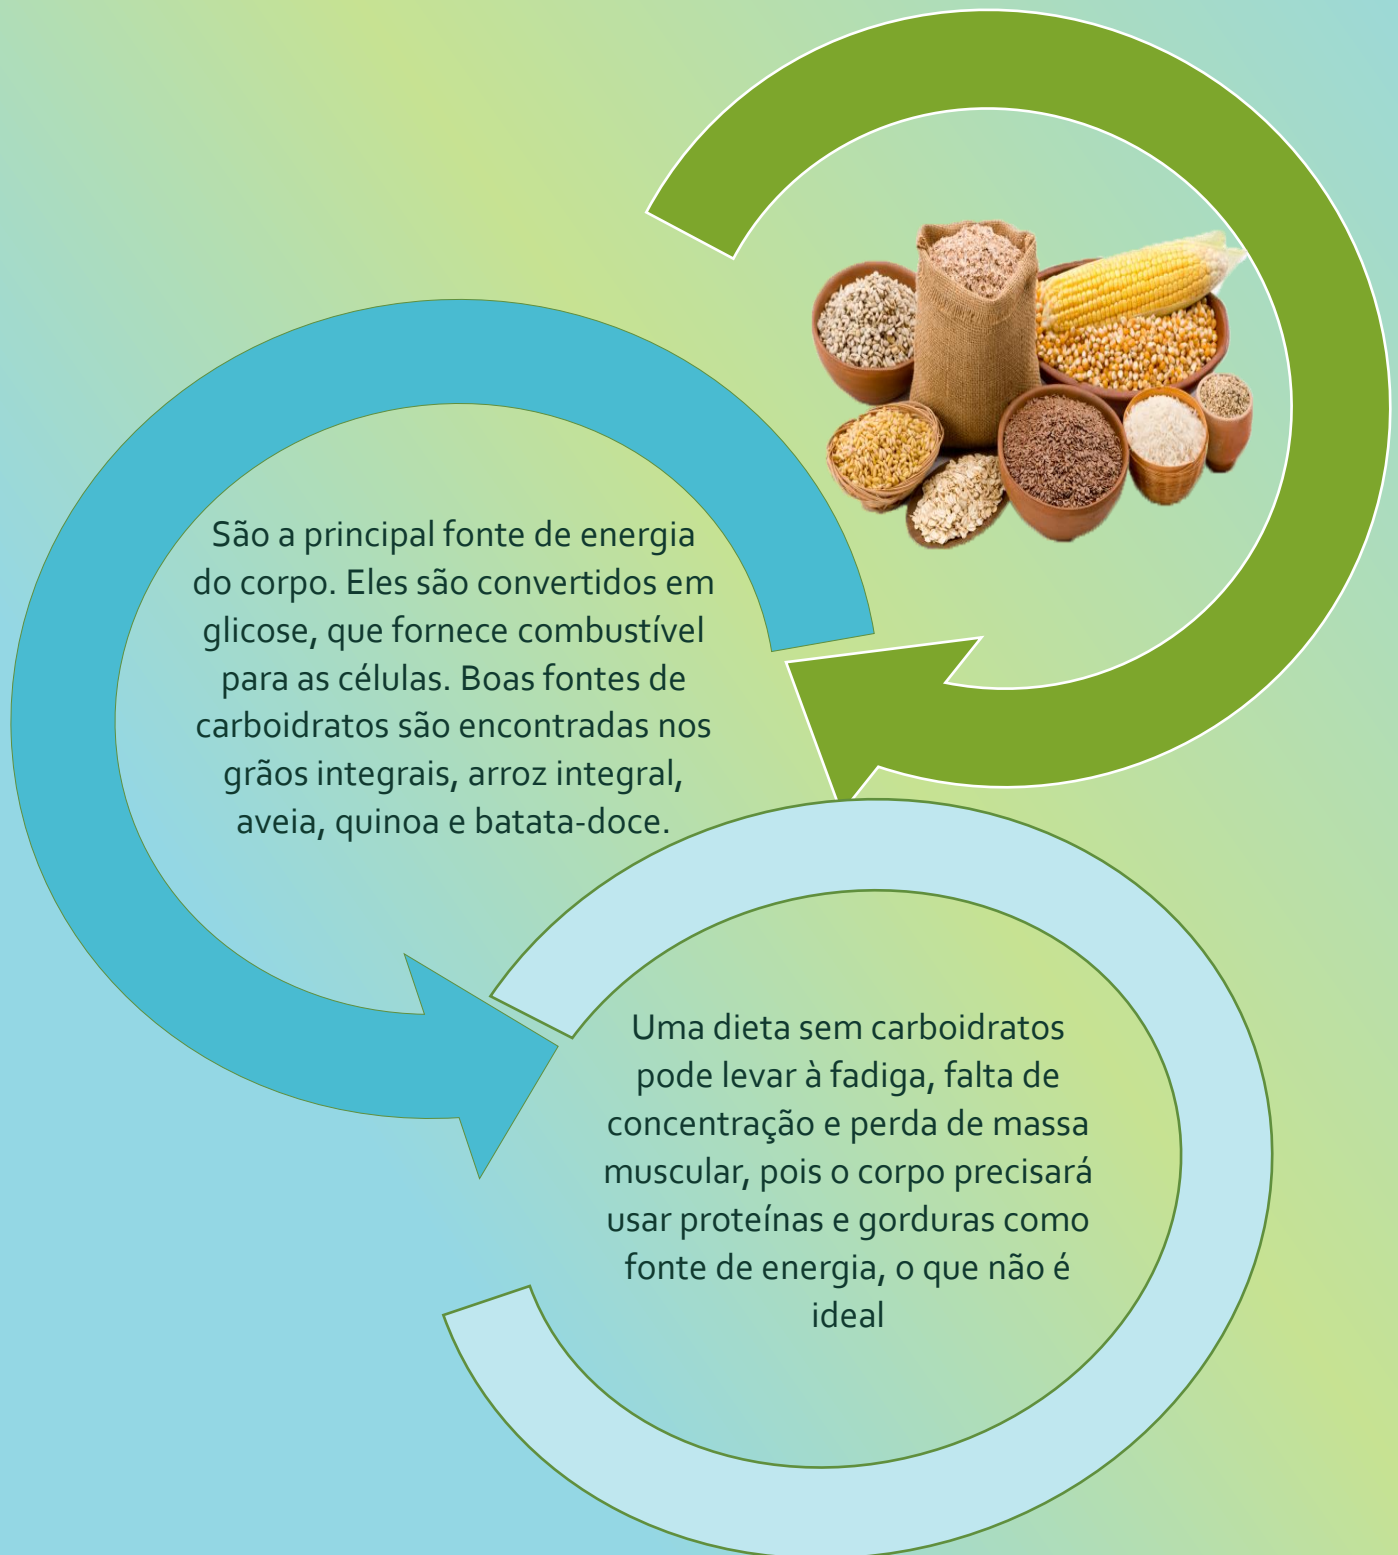 São a principal fonte de energia
do corpo. Eles são convertidos em
glicose, que fornece combustível
para as células. Boas fontes de
carboidratos são encontradas nos
grãos integrais, arroz integral,
aveia, quinoa e batata-doce.
Uma dieta sem carboidratos
pode levar à fadiga, falta de
concentração e perda de massa
muscular, pois o corpo precisará
usar proteínas e gorduras como
fonte de energia, o que não é
ideal